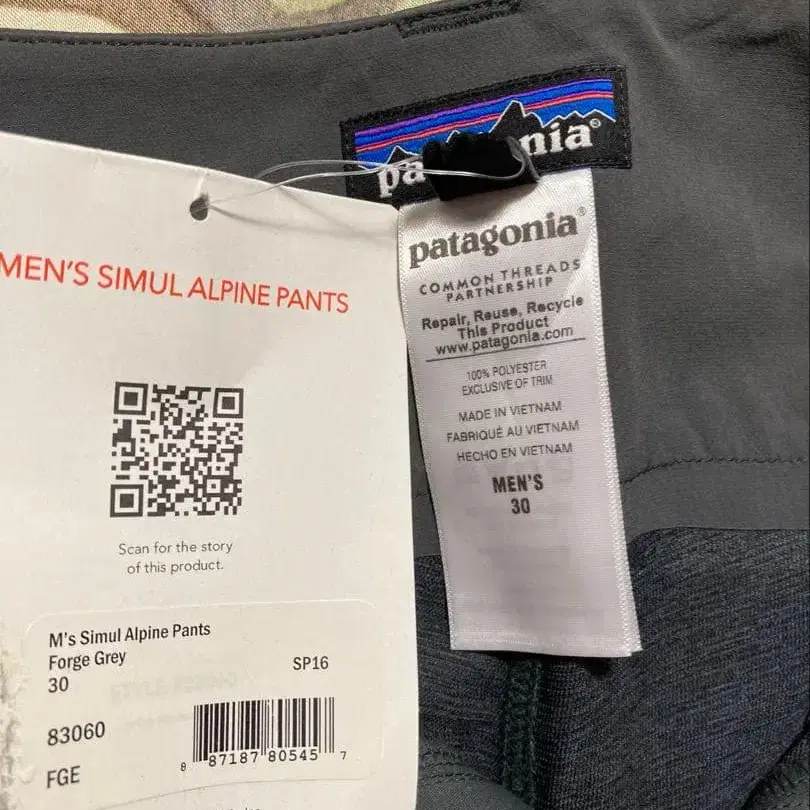 patagonia®
MEN'S SIMUL ALPINE PANTS
Scan for the story
of this product.
M's Simul Alpine Pants
Forge Grey
30
SP16
83060
FGE
8 87187 80545 7
patagonia®
COMMON THREADS
PARTNERSHIP
Repair, Reuse, Recycle
This Product
www.patagonia.com
100% POLYESTER
EXCLUSIVE OF TRIM
MADE IN VIETNAM
FABRIQUÉ AU VIETNAM
HECHO EN VIETNAM
MEN'S
30